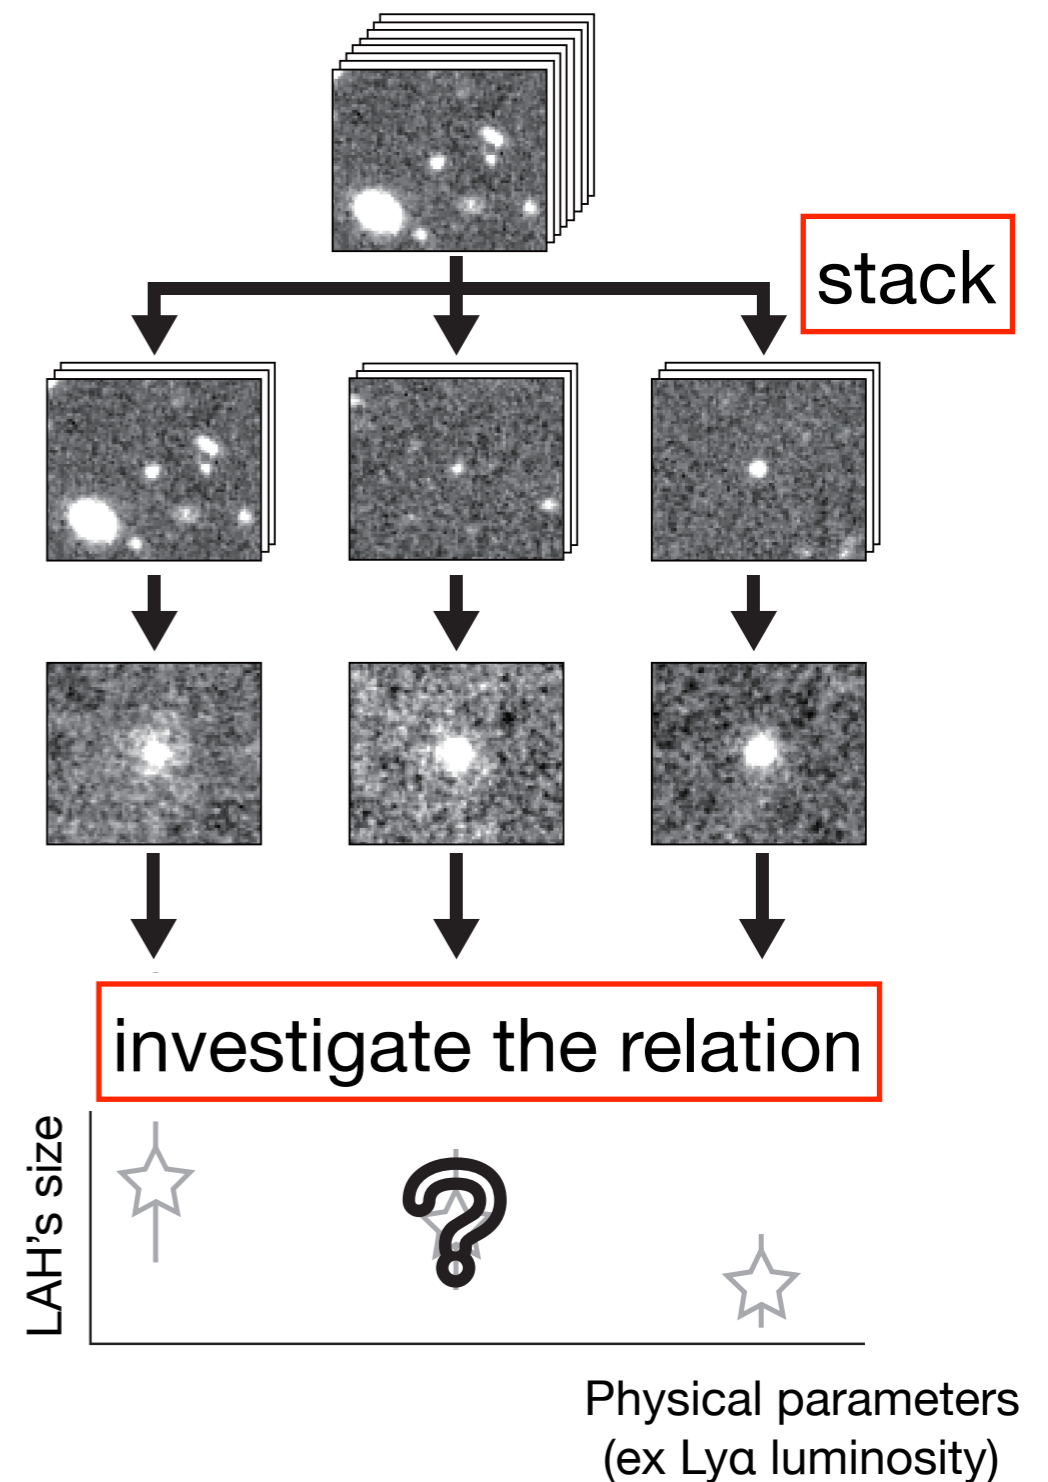 stack
investigate the relation
LAH's size
?
Physical parameters
(ex Lyα luminosity)